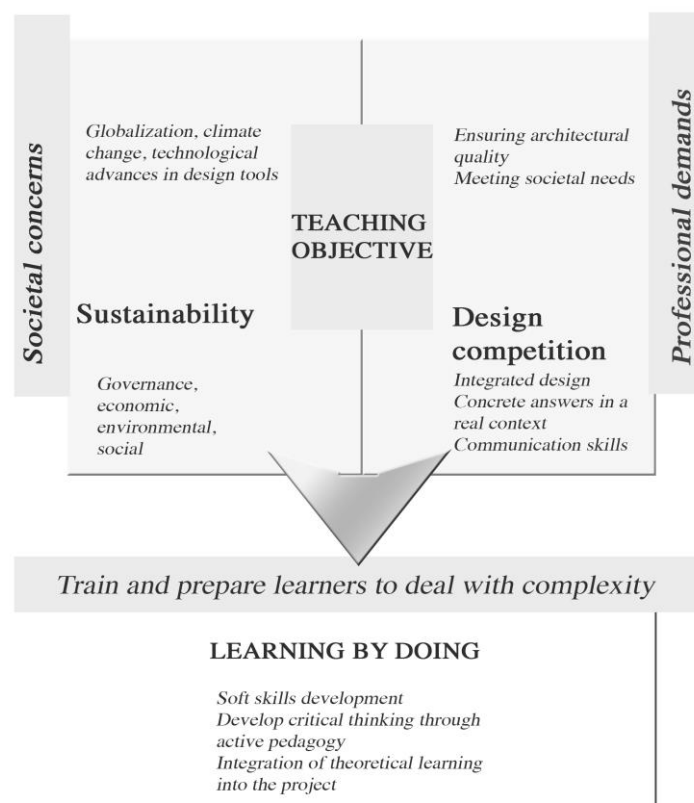 Societal concerns
Globalization, climate
change, technological
advances in design tools
Sustainability
Governance,
economic,
environmental,
social
TEACHING
OBJECTIVE
Ensuring architectural
quality
Meeting societal needs
Design
competition
Integrated design
Concrete answers in a
real context
Communication skills
Professional demands
Train and prepare learners to deal with complexity
LEARNING BY DOING
Soft skills development
Develop critical thinking through
active pedagogy
Integration of theoretical learning
into the project